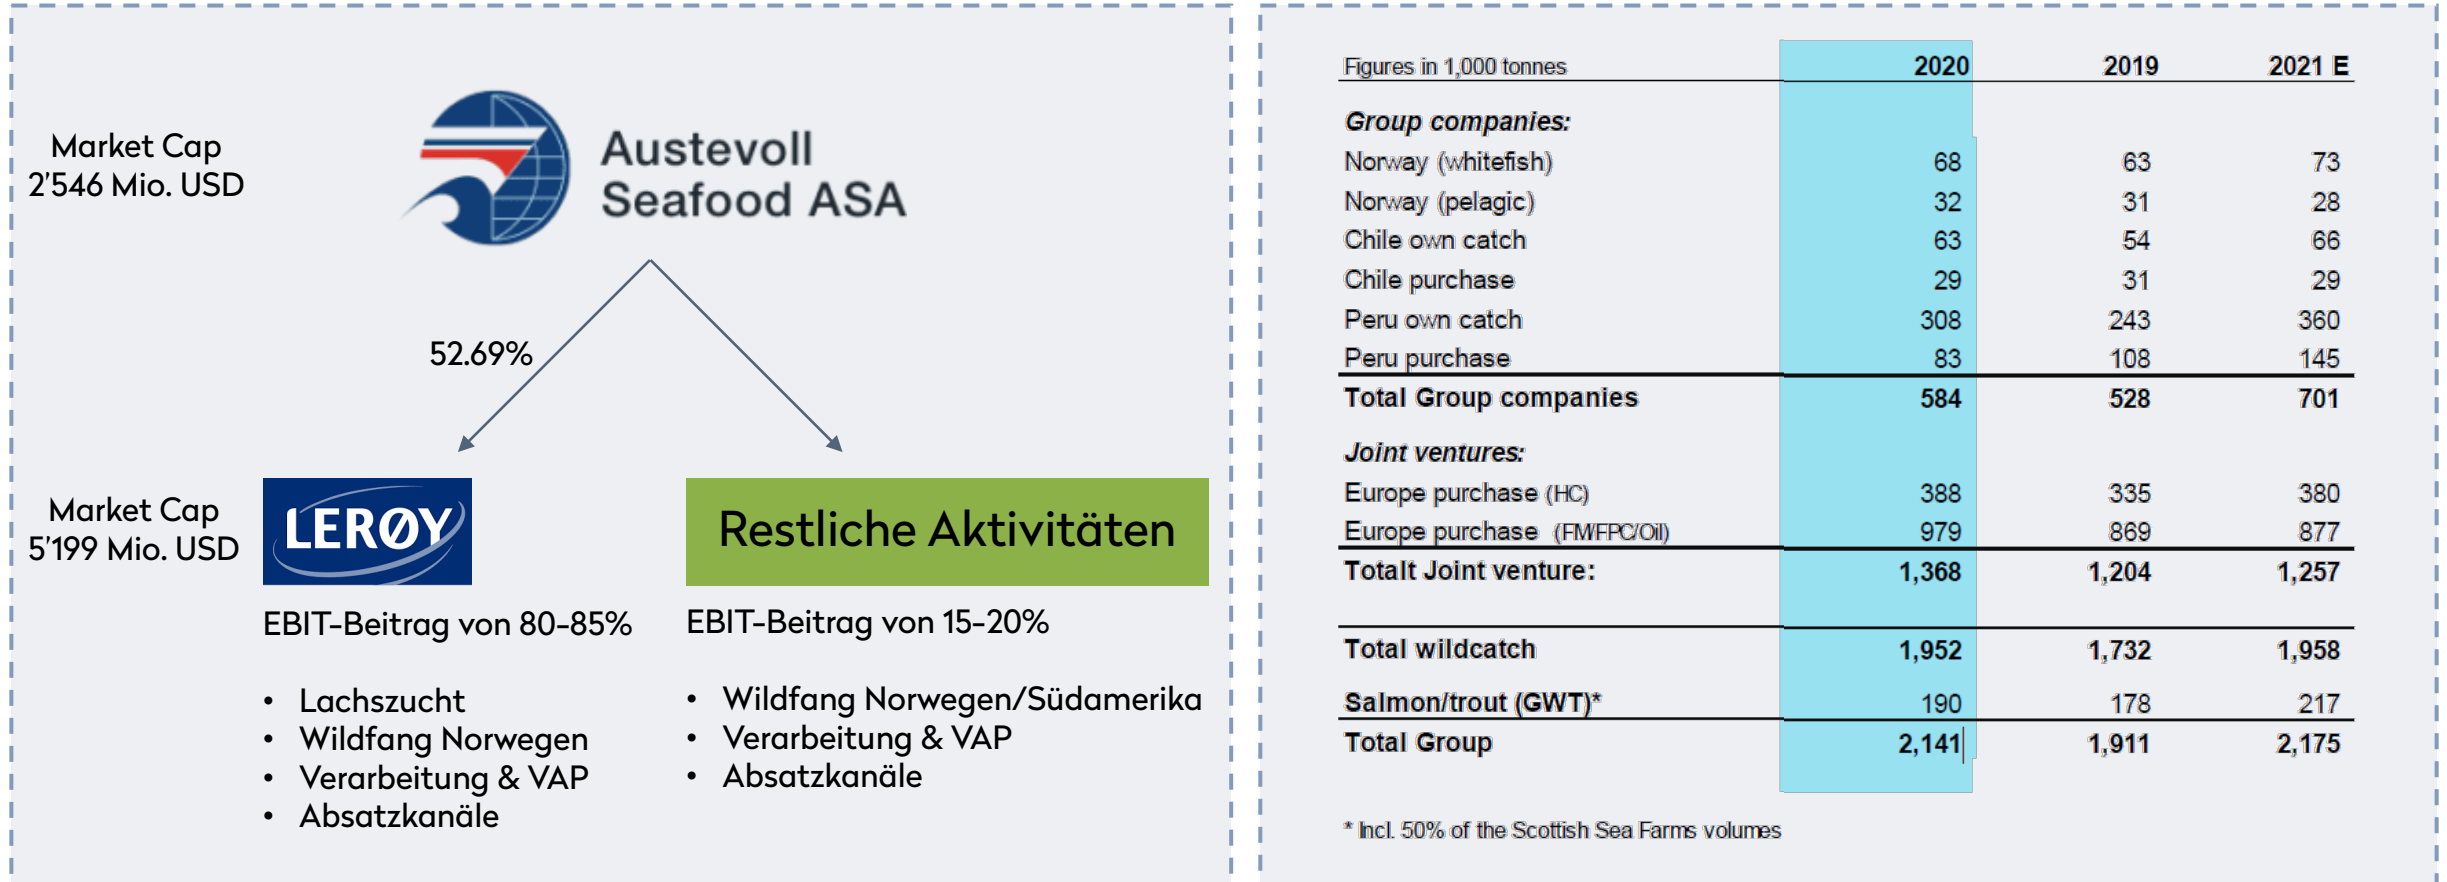 Market Cap
2'546 Mio. USD
Austevoll
Seafood ASA
52.69%
Market Cap
5'199 Mio. USD
LERØY
Restliche Aktivitäten
EBIT-Beitrag von 80-85%
• Lachszucht
• Wildfang Norwegen
• Verarbeitung & VAP
• Absatzkanäle
EBIT-Beitrag von 15-20%
• Wildfang Norwegen/Südamerika
• Verarbeitung & VAP
• Absatzkanäle
Figures in 1,000 tonnes 2020 2019 2021 E
Group companies:
Norway (whitefish) 68 63 73
Norway (pelagic) 32 31 28
Chile own catch 63 54 66
Chile purchase 29 31 29
Peru own catch 308 243 360
Peru purchase 83 108 145
Total Group companies 584 528 701
Joint ventures:
Europe purchase (HC) 388 335 380
Europe purchase (FM/FPC/Oil) 979 869 877
Totalt Joint venture: 1,368 1,204 1,257
Total wildcatch 1,952 1,732 1,958
Salmon/trout (GWT)* 190 178 217
Total Group 2,141 1,911 2,175
* Incl. 50% of the Scottish Sea Farms volumes